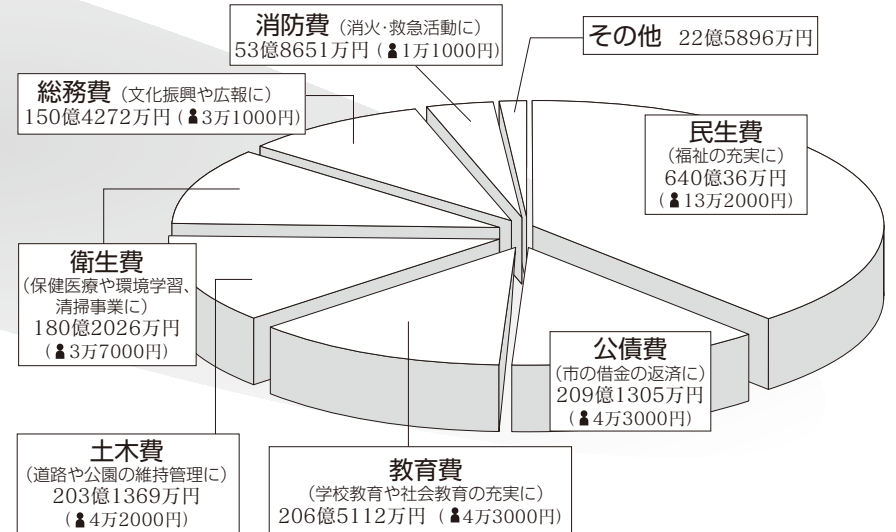 消防費（消火・救急活動に）
53億8651万円（1万1000円）
その他 22億5896万円
総務費（文化振興や広報に）
150億4272万円（3万1000円）
民生費
（福祉の充実に）
640億36万円
（13万2000円）
衛生費
（保健医療や環境学習、
清掃事業に）
180億2026万円
（3万7000円）
公債費
（市の借金の返済に）
209億1305万円
（4万3000円）
土木費
（道路や公園の維持管理に）
203億1369万円
（4万2000円）
教育費
（学校教育や社会教育の充実に）
206億5112万円（4万3000円）